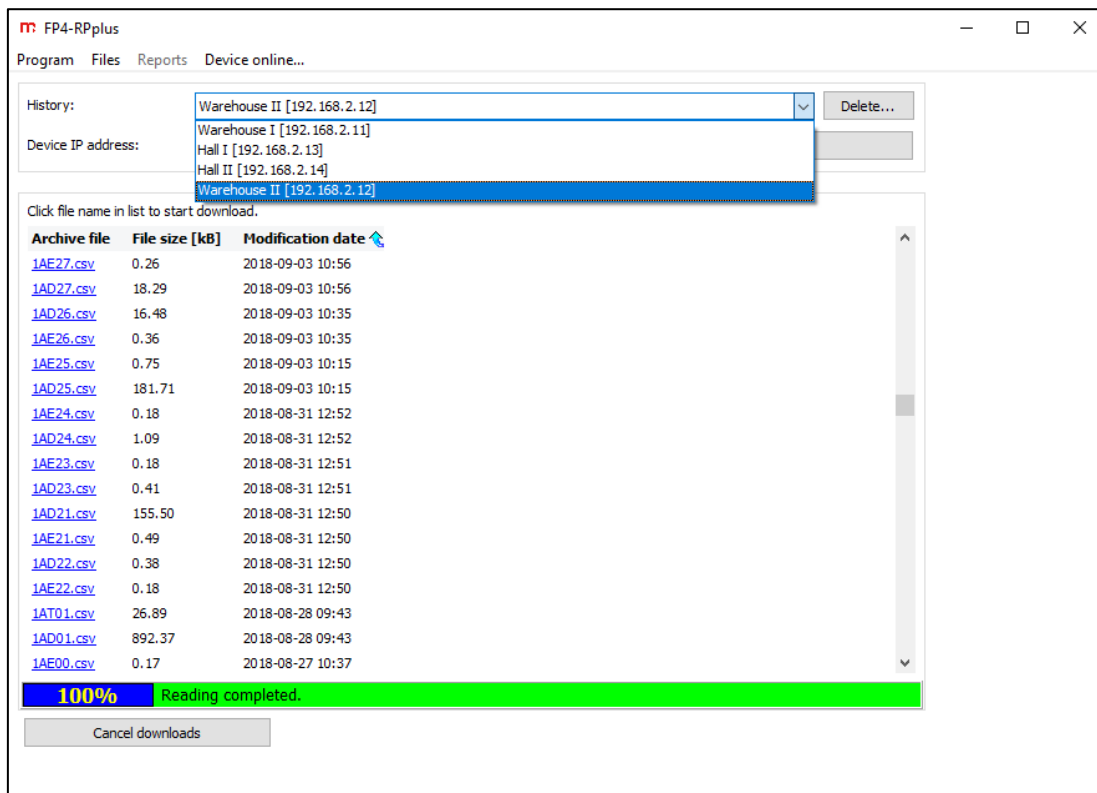 FP4-RPplus
Program Files Reports Device online...
History: Warehouse II [192.168.2.12] Delete...
Warehouse I [192.168.2.11]
Device IP address: Hall I [192.168.2.13]
Hall II [192.168.2.14]
Warehouse II [192.168.2.12]
Click file name in list to start download.
Archive file File size [kB] Modification date
1AE27.csv 0.26 2018-09-03 10:56
1AD27.csv 18.29 2018-09-03 10:56
1AD26.csv 16.48 2018-09-03 10:35
1AE26.csv 0.36 2018-09-03 10:35
1AE25.csv 0.75 2018-09-03 10:15
1AD25.csv 181.71 2018-09-03 10:15
1AE24.csv 0.18 2018-08-31 12:52
1AD24.csv 1.09 2018-08-31 12:52
1AE23.csv 0.18 2018-08-31 12:51
1AD23.csv 0.41 2018-08-31 12:51
1AD21.csv 155.50 2018-08-31 12:50
1AE21.csv 0.49 2018-08-31 12:50
1AD22.csv 0.38 2018-08-31 12:50
1AE22.csv 0.18 2018-08-31 12:50
1AT01.csv 26.89 2018-08-28 09:43
1AD01.csv 892.37 2018-08-28 09:43
1AE00.csv 0.17 2018-08-27 10:37
100% Reading completed.
Cancel downloads